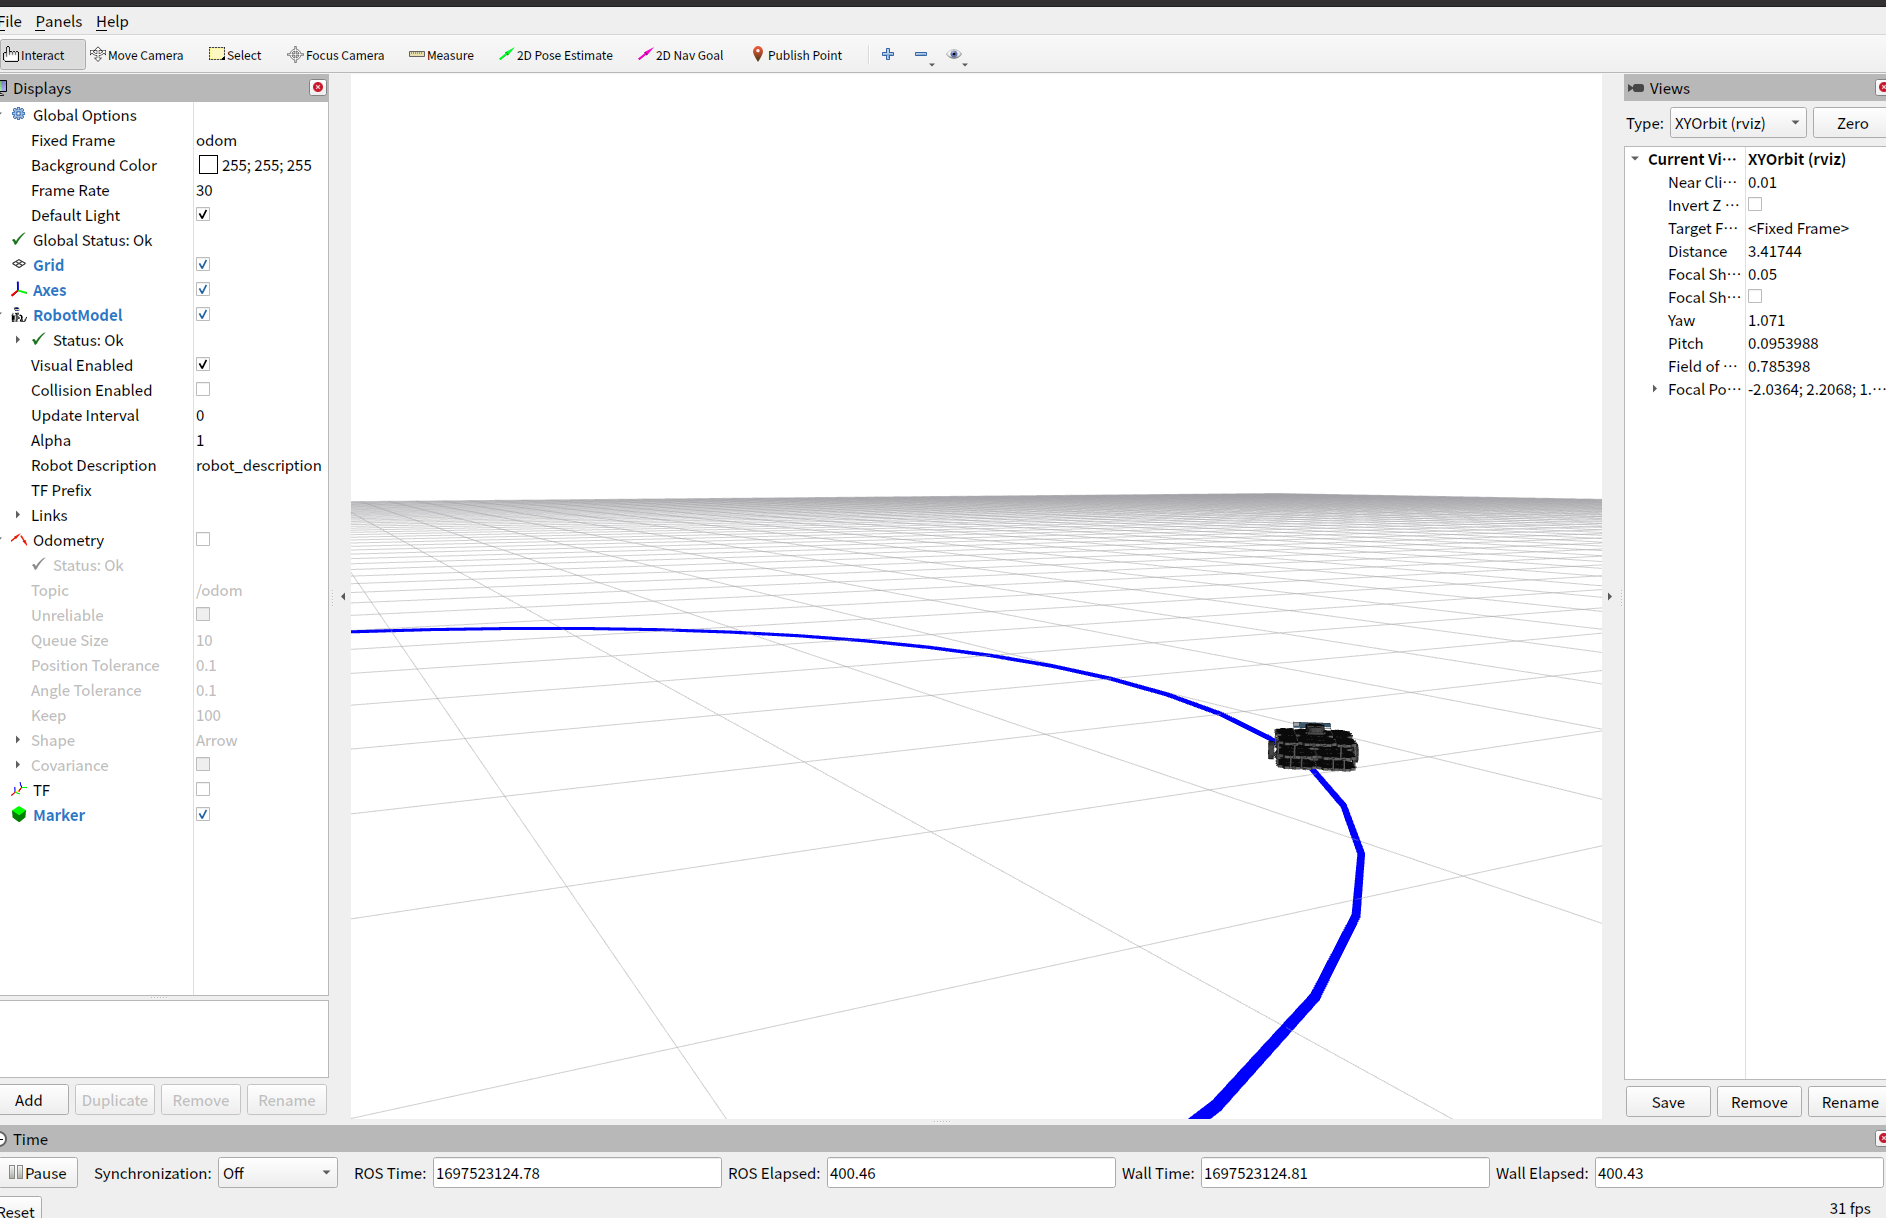 File Panels Help
Interact Move Camera Select Focus Camera Measure 2D Pose Estimate 2D Nav Goal Publish Point
Displays
Global Options
Fixed Frame odom
Background Color 255; 255; 255
Frame Rate 30
Default Light
Global Status: Ok
Grid
Axes
RobotModel
Status: Ok
Visual Enabled
Collision Enabled
Update Interval 0
Alpha 1
Robot Description robot_description
TF Prefix
Links
Odometry
Status: Ok
Topic /odom
Unreliable
Queue Size 10
Position Tolerance 0.1
Angle Tolerance 0.1
Keep 100
Shape Arrow
Covariance
TF
Marker
Add Duplicate Remove Rename
Views
Type: XYOrbit (rviz) Zero
Current Vi··· XYOrbit (rviz)
Near Cli··· 0.01
Invert Z ···
Target F··· <Fixed Frame>
Distance 3.41744
Focal Sh··· 0.05
Focal Sh···
Yaw 1.071
Pitch 0.0953988
Field of ··· 0.785398
Focal Po··· -2.0364; 2.2068; 1.···
Save Remove Rename
Time
Pause Synchronization: Off ROS Time: 1697523124.78 ROS Elapsed: 400.46 Wall Time: 1697523124.81 Wall Elapsed: 400.43
Reset 31 fps